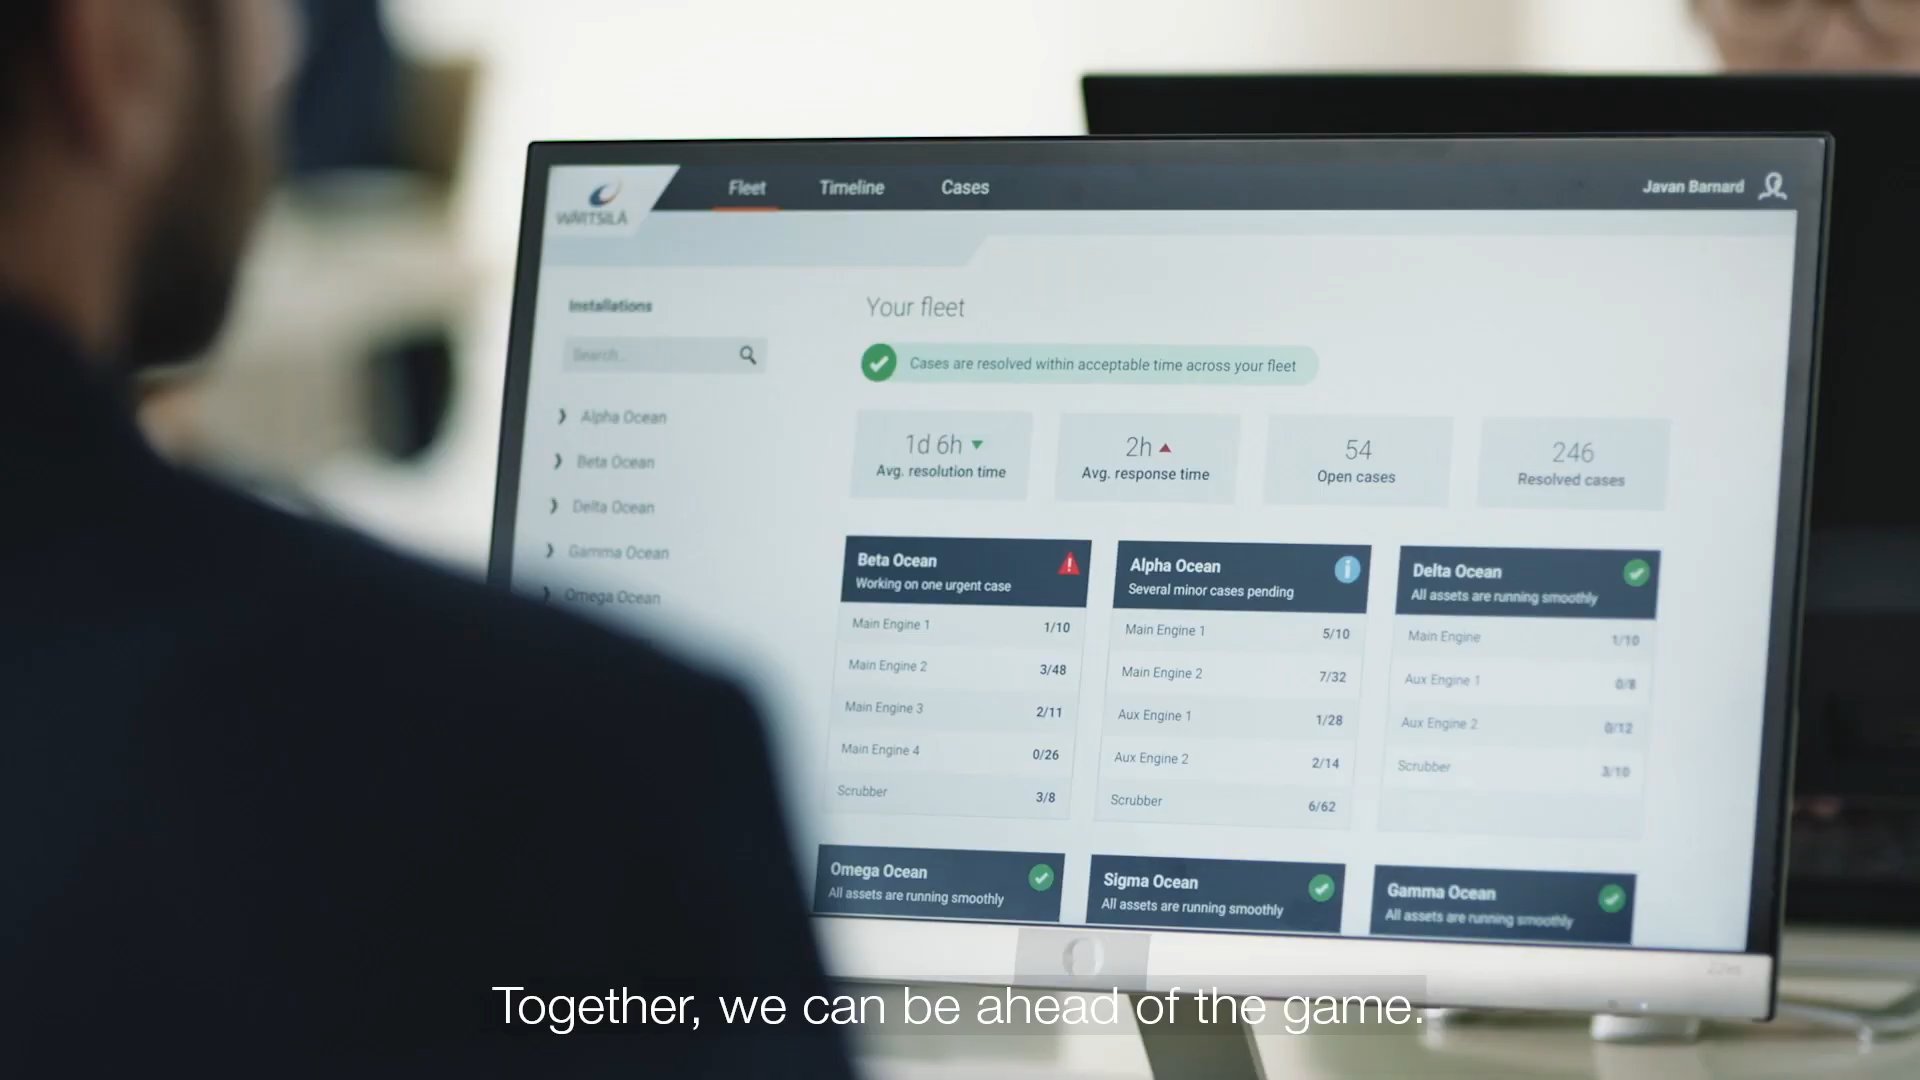 WÄRTSILÄ
Fleet
Timeline
Cases
Javan Barnard
Installations
Search...
Alpha Ocean
Beta Ocean
Delta Ocean
Gamma Ocean
Omega Ocean
Your fleet
Cases are resolved within acceptable time across your fleet
1d 6h
Avg. resolution time
2h
Avg. response time
54
Open cases
246
Resolved cases
Beta Ocean
Working on one urgent case
Main Engine 1 1/10
Main Engine 2 3/48
Main Engine 3 2/11
Main Engine 4 0/26
Scrubber 3/8
Alpha Ocean
Several minor cases pending
Main Engine 1 5/10
Main Engine 2 7/32
Aux Engine 1 1/28
Aux Engine 2 2/14
Scrubber 6/62
Delta Ocean
All assets are running smoothly
Main Engine 1/10
Aux Engine 1 0/8
Aux Engine 2 0/12
Scrubber 3/10
Omega Ocean
All assets are running smoothly
Sigma Ocean
All assets are running smoothly
Gamma Ocean
All assets are running smoothly
Together, we can be ahead of the game.